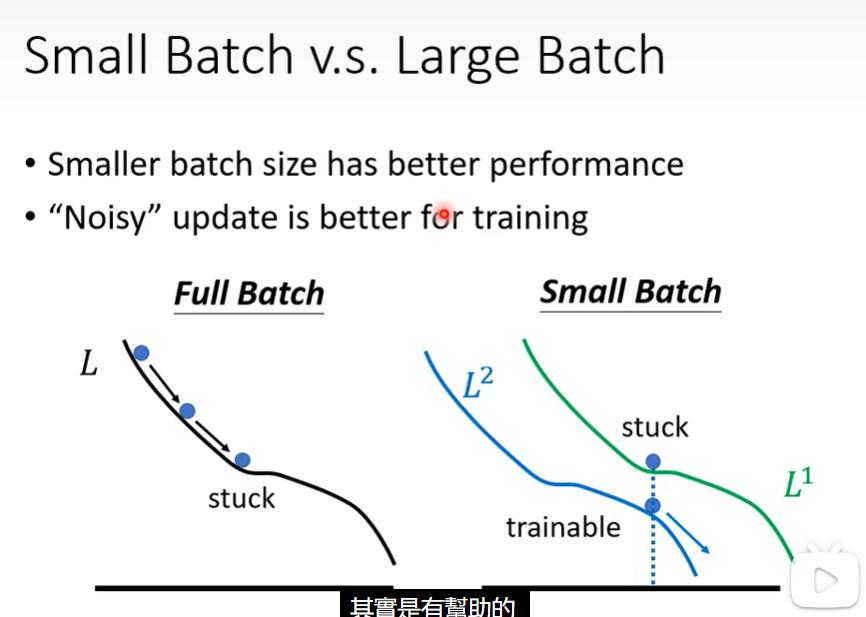 Small Batch v.s. Large Batch
• Smaller batch size has better performance
• “Noisy” update is better for training
Full Batch
Small Batch
L
L²
stuck
L¹
stuck
trainable
其實是有幫助的